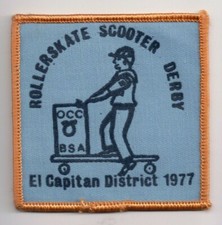 ROLLERSKATE SCOOTER DERBY
OCC
BSA
El Capitan District 1977